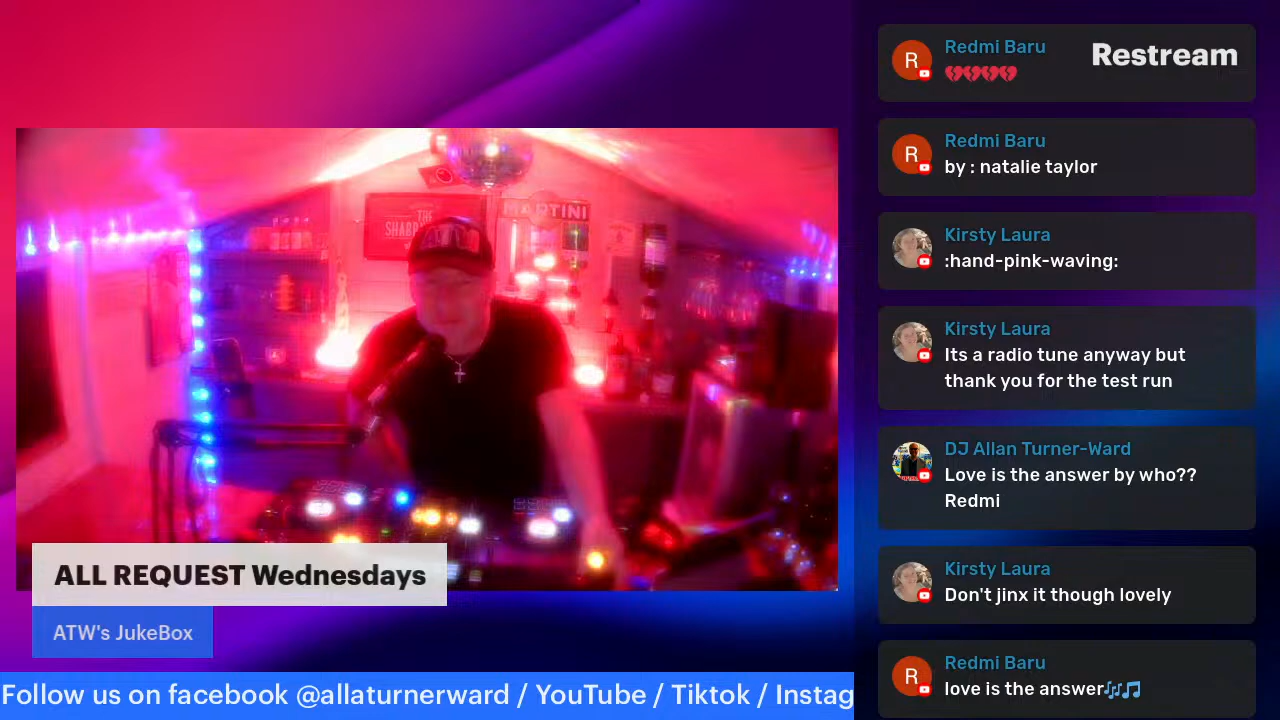 THE
MARTINI
ATW
ALL REQUEST Wednesdays
ATW's JukeBox
Follow us on facebook @allaturnerward / YouTube / Tiktok / Instag
Restream
R
Redmi Baru
💔💔💔💔
R
Redmi Baru
by : natalie taylor
Kirsty Laura
:hand-pink-waving:
Kirsty Laura
Its a radio tune anyway but
thank you for the test run
DJ Allan Turner-Ward
Love is the answer by who??
Redmi
Kirsty Laura
Don't jinx it though lovely
R
Redmi Baru
love is the answer🎶🎵